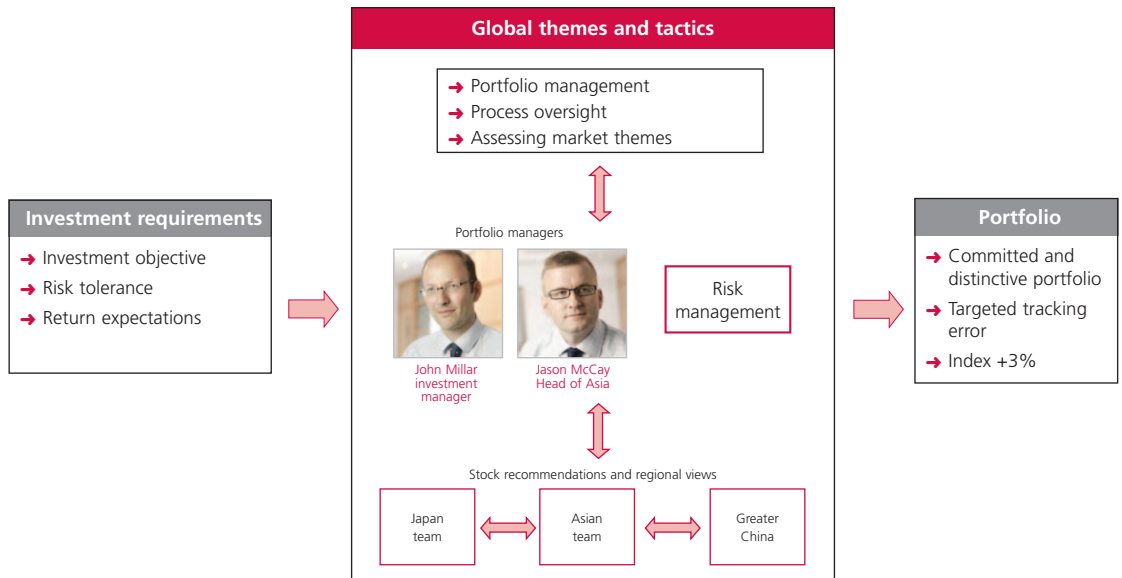 Global themes and tactics
➔ Portfolio management
➔ Process oversight
➔ Assessing market themes
Investment requirements
➔ Investment objective
➔ Risk tolerance
➔ Return expectations
Portfolio managers
John Millar
investment
manager
Jason McCay
Head of Asia
Risk
management
Stock recommendations and regional views
Japan
team
Asian
team
Greater
China
Portfolio
➔ Committed and
distinctive portfolio
➔ Targeted tracking
error
➔ Index +3%